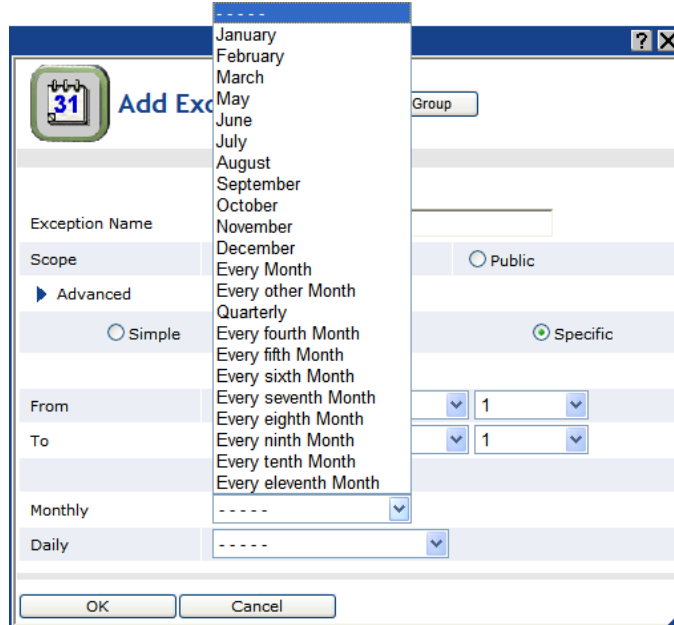 - - - - -
January
February
March
May
June
July
August
September
October
November
December
Every Month
Every other Month
Quarterly
Every fourth Month
Every fifth Month
Every sixth Month
Every seventh Month
Every eighth Month
Every ninth Month
Every tenth Month
Every eleventh Month
?
31
Add Exc
Group
Exception Name
Scope
Public
Advanced
Simple
Specific
From
1
To
1
Monthly
- - - - -
Daily
- - - - -
OK
Cancel